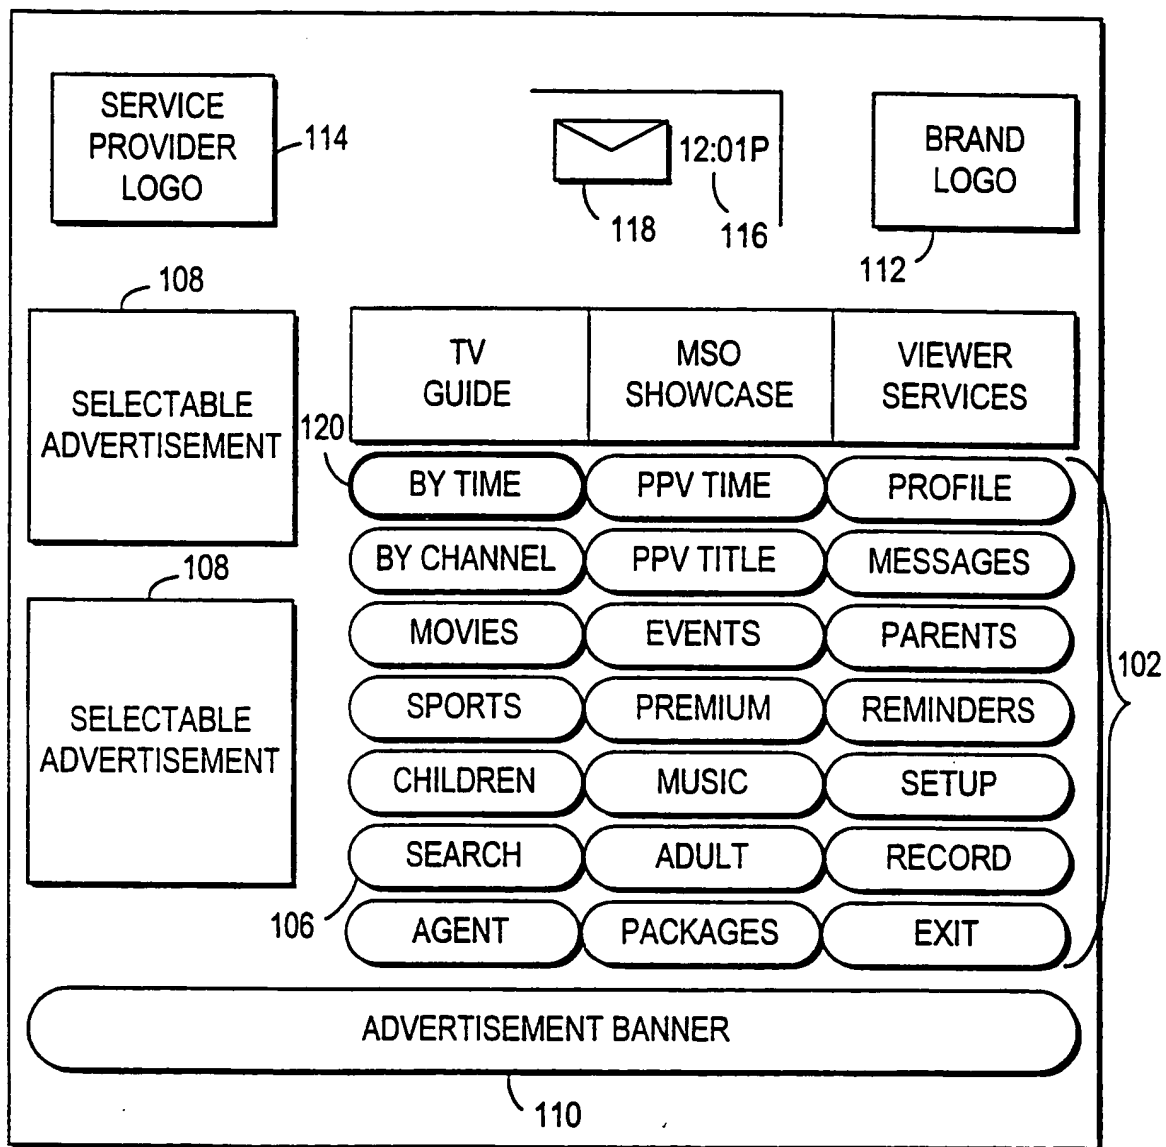 SERVICE
PROVIDER
LOGO
114
12:01P
118
116
BRAND
LOGO
112
108
SELECTABLE
ADVERTISEMENT
108
SELECTABLE
ADVERTISEMENT
TV
GUIDE
MSO
SHOWCASE
VIEWER
SERVICES
120
BY TIME PPV TIME PROFILE
BY CHANNEL PPV TITLE MESSAGES
MOVIES EVENTS PARENTS
102
SPORTS PREMIUM REMINDERS
CHILDREN MUSIC SETUP
SEARCH ADULT RECORD
106
AGENT PACKAGES EXIT
ADVERTISEMENT BANNER
110